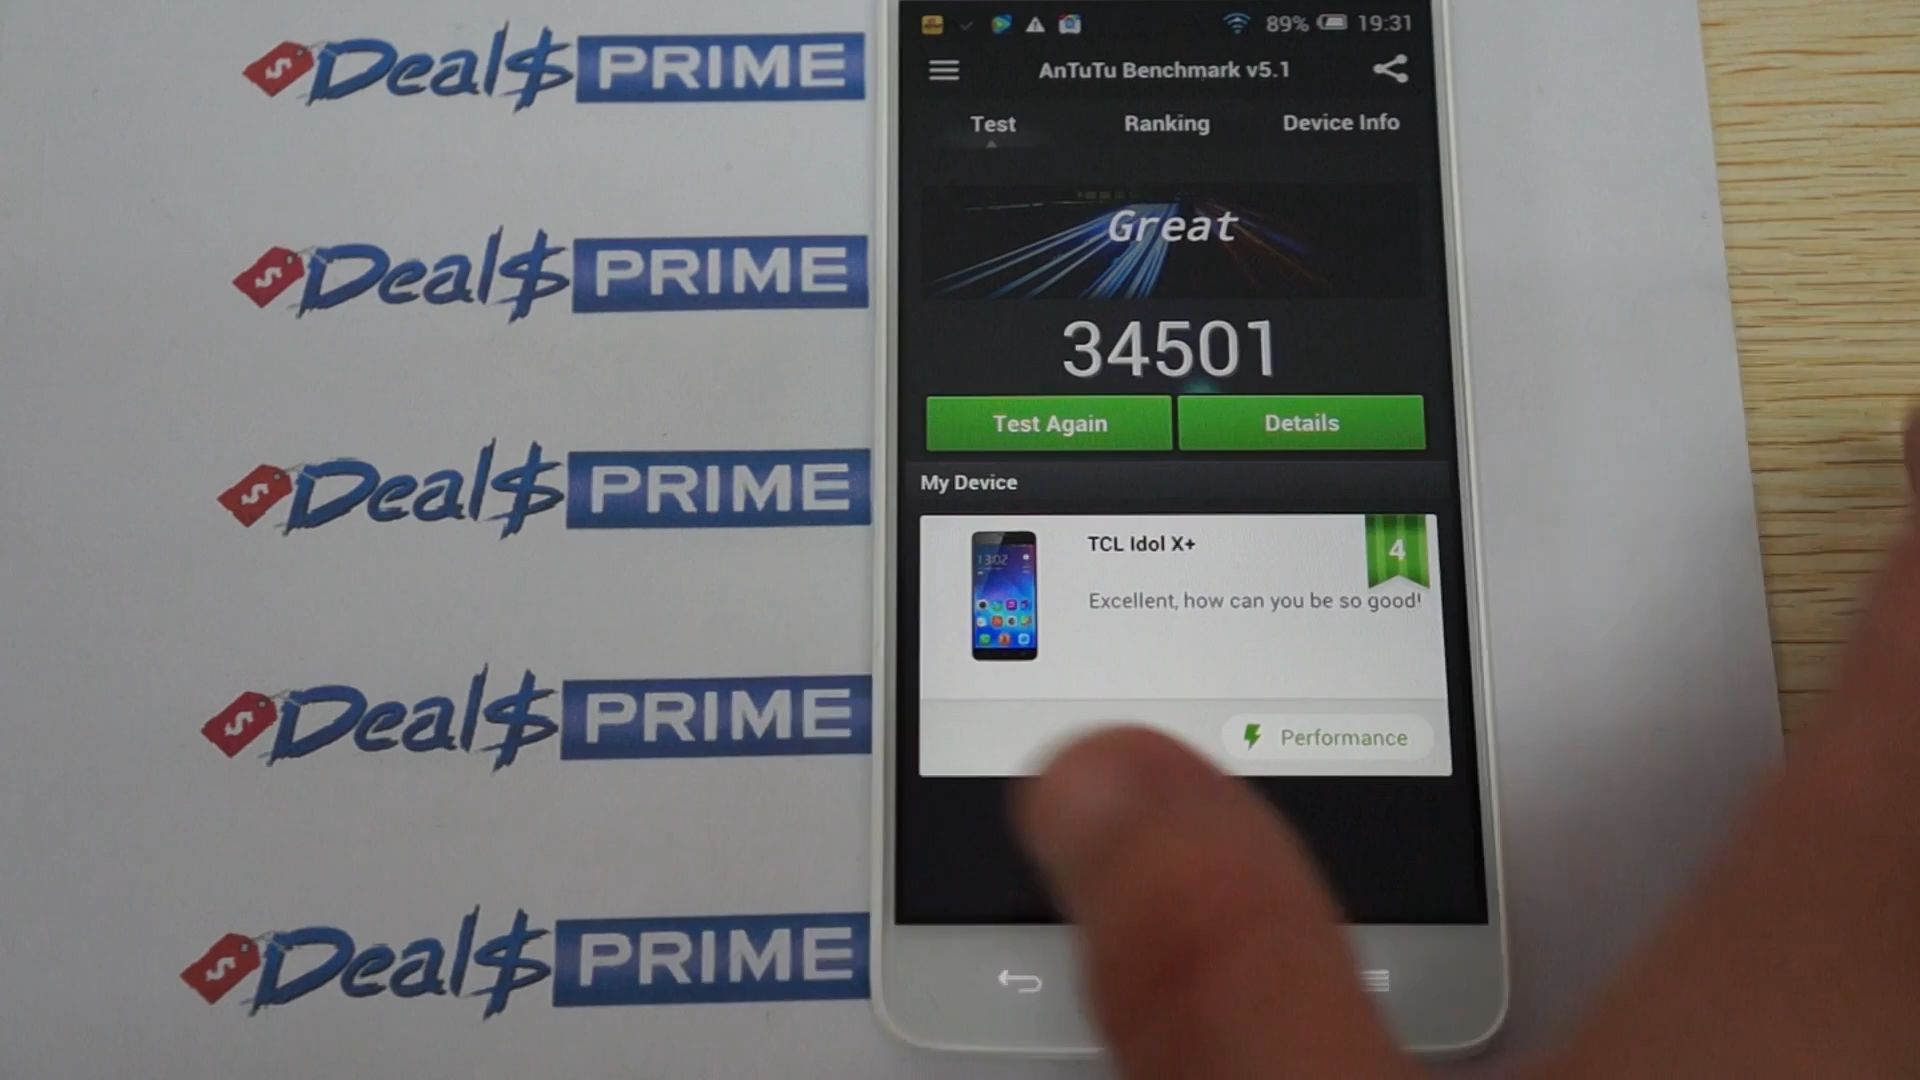 Deal$ PRIME
Deal$ PRIME
Deal$ PRIME
Deal$ PRIME
Deal$ PRIME
89% 19:31
AnTuTu Benchmark v5.1
Test Ranking Device Info
Great
34501
Test Again Details
My Device
TCL Idol X+
4
Excellent, how can you be so good!
13:02
Performance